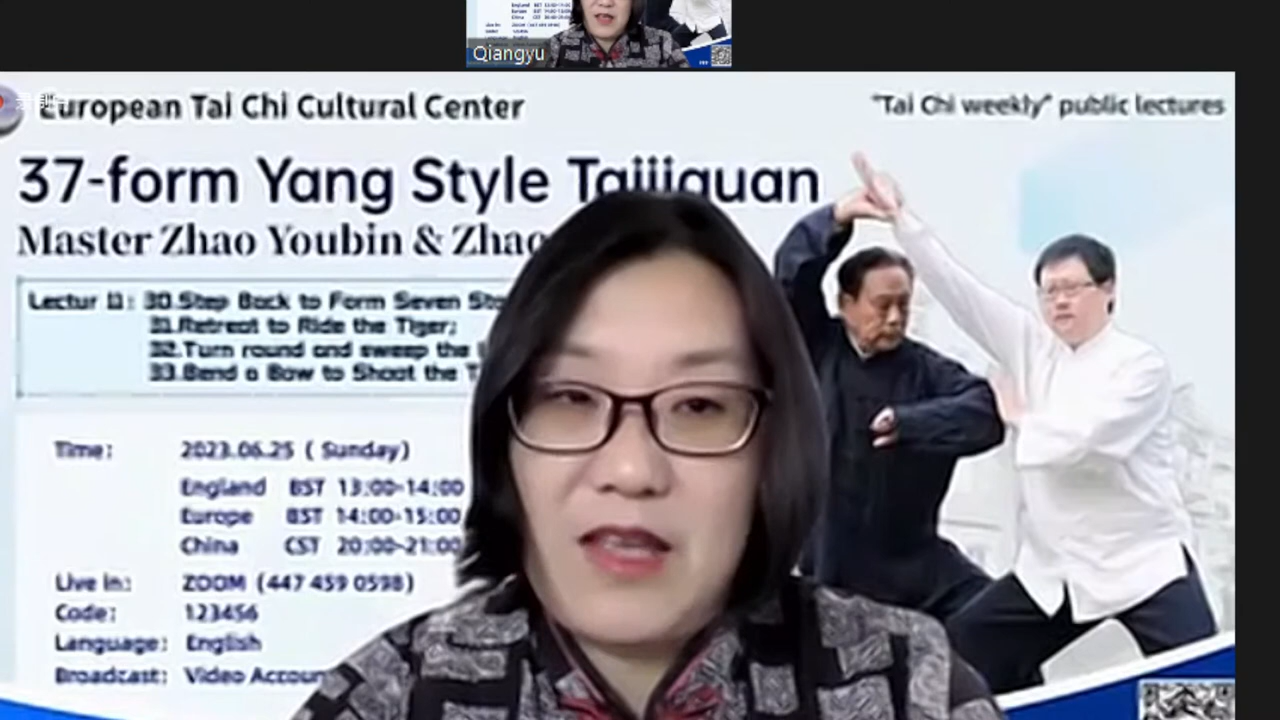 Qiangyu
European Tai Chi Cultural Center
"Tai Chi weekly" public lectures
37-form Yang Style Taijiquan
Master Zhao Youbin & Zhao
Lectur 11: 30.Step Back to Form Seven
31.Retreat to Ride the Tiger;
32.Turn round and sweep the
33.Bend a Bow to Shoot the
Time: 2023.06.25 ( Sunday)
England BST 13:00-14:00
Europe BST 14:00-15:00
China CST 20:00-21:00
Live in: ZOOM (447 459 0598)
Code: 123456
Language: English
Broadcast: Video